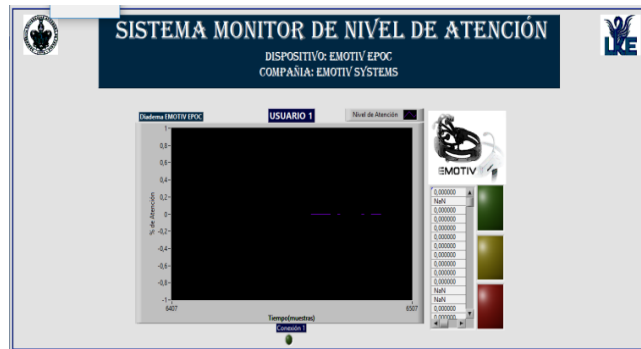 SISTEMA MONITOR DE NIVEL DE ATENCIÓN
DISPOSITIVO: EMOTIV EPOC
COMPAÑIA: EMOTIV SYSTEMS
LKE
Diadema EMOTIV EPOC
USUARIO 1
Nivel de Atención
% de Atención
1
0,8
0,6
0,4
0,2
0
-0,2
-0,4
-0,6
-0,8
-1
6407
6507
Tiempo(muestras)
Conexión 1
EMOTIV
0,000000
NaN
0,000000
0,000000
0,000000
0,000000
0,000000
0,000000
0,000000
0,000000
0,000000
NaN
NaN
0,000000
0,000000